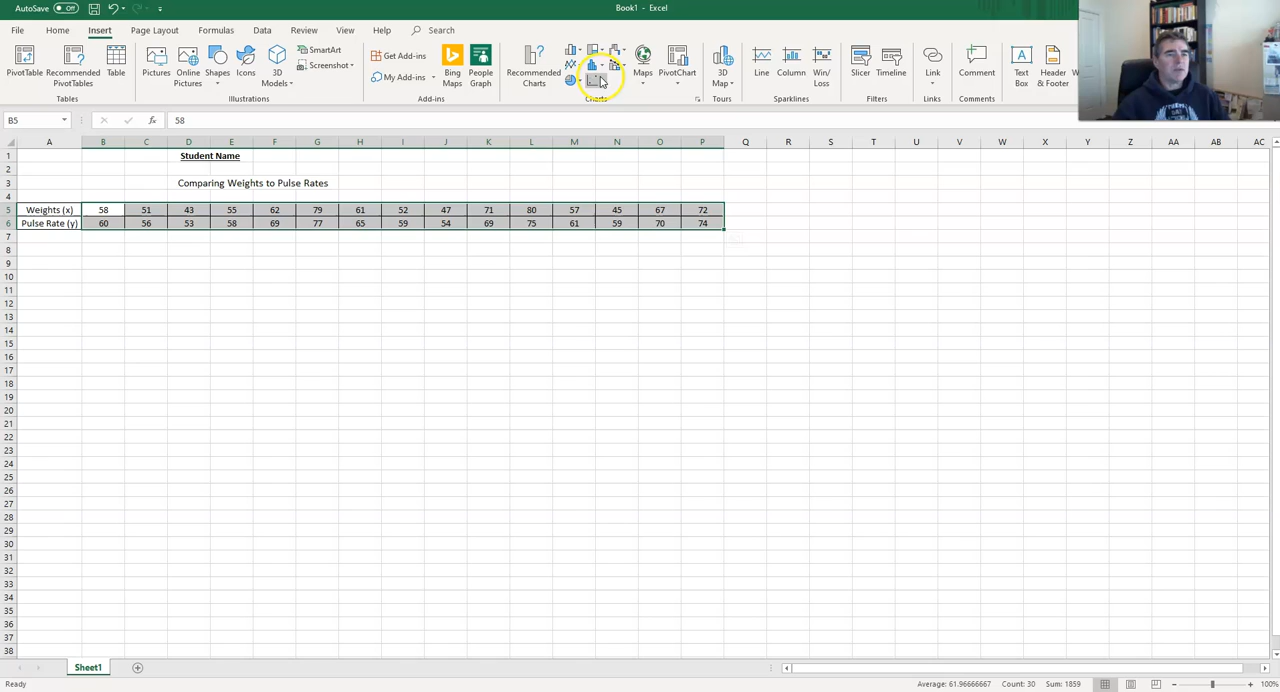 AutoSave Off
Book1 - Excel
File Home Insert Page Layout Formulas Data Review View Help Search
PivotTable Recommended PivotTables Table
Tables
Pictures Online Pictures Shapes Icons 3D Models SmartArt Screenshot
Illustrations
Get Add-ins
My Add-ins
Bing Maps People Graph
Add-ins
Recommended Charts
Maps PivotChart
Charts
3D Map
Tours
Line Column Win/Loss
Sparklines
Slicer Timeline
Filters
Link
Links
Comment
Comments
Text Box Header & Footer
B5 fx 58
A B C D E F G H I J K L M N O P Q R S T U V W X Y Z AA AB AC
1 Student Name
2
3 Comparing Weights to Pulse Rates
4
5 Weights (x) 58 51 43 55 62 79 61 52 47 71 80 57 45 67 72
6 Pulse Rate (y) 60 56 53 58 69 77 65 59 54 69 75 61 59 70 74
7
8
9
10
11
12
13
14
15
16
17
18
19
20
21
22
23
24
25
26
27
28
29
30
31
32
33
34
35
36
37
38
Sheet1
Ready Average: 61.96666667 Count: 30 Sum: 1859 100%